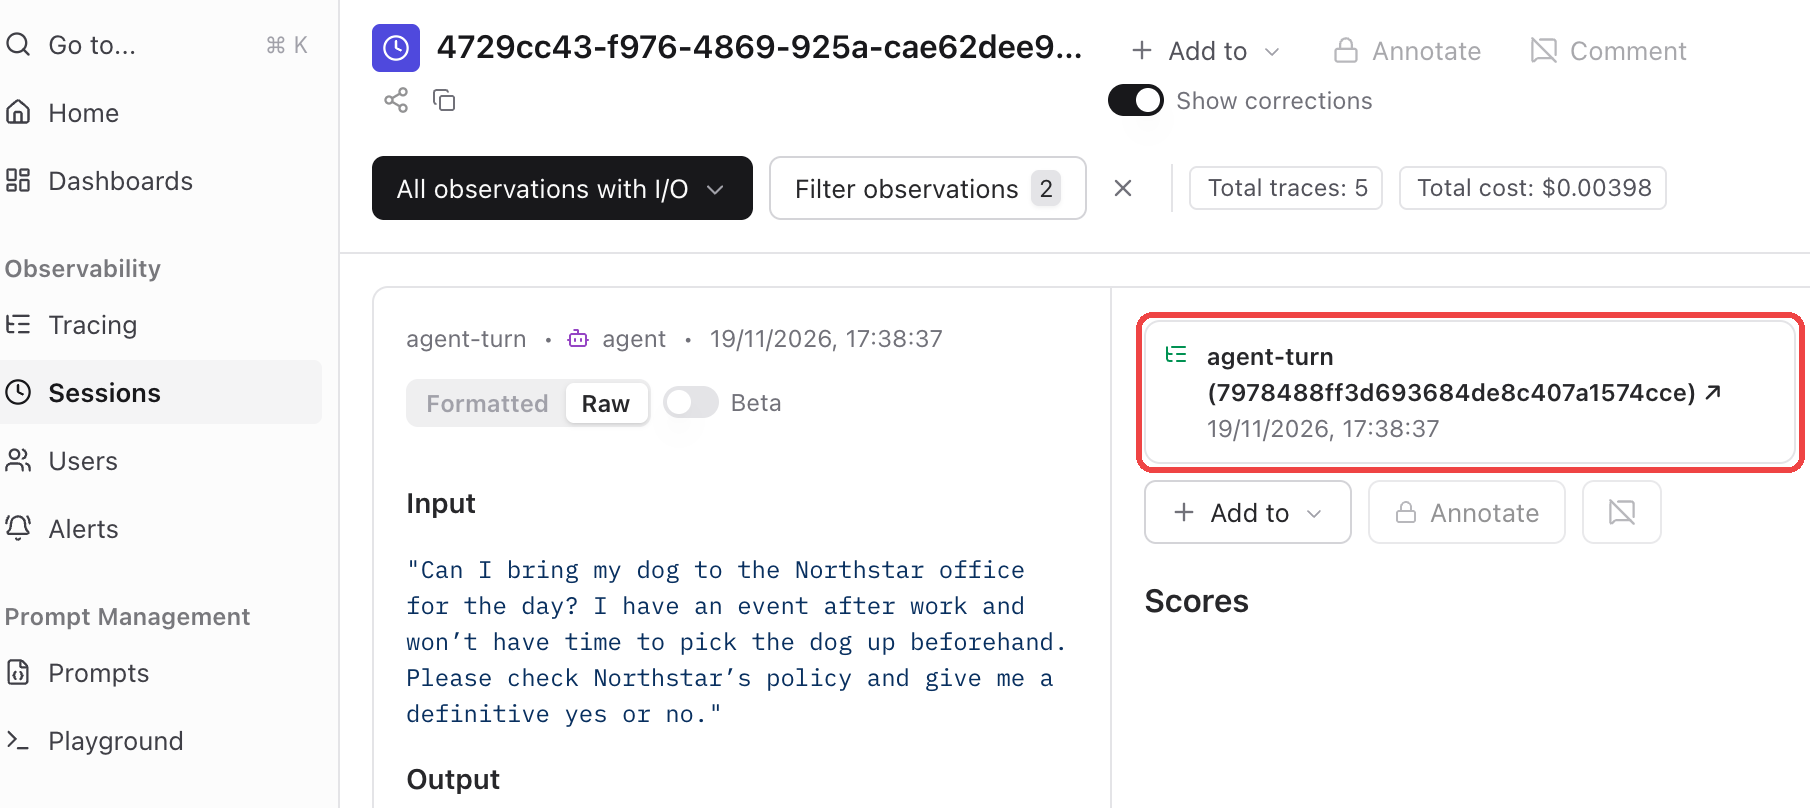 Go to...
⌘ K
Home
Dashboards
Observability
Tracing
Sessions
Users
Alerts
Prompt Management
Prompts
Playground
4729cc43-f976-4869-925a-cae62dee9...
Add to
Annotate
Comment
Show corrections
All observations with I/O
Filter observations 2
Total traces: 5
Total cost: $0.00398
agent-turn • agent • 19/11/2026, 17:38:37
Formatted Raw Beta
Input
"Can I bring my dog to the Northstar office
for the day? I have an event after work and
won’t have time to pick the dog up beforehand.
Please check Northstar’s policy and give me a
definitive yes or no."
Output
agent-turn
(7978488ff3d693684de8c407a1574cce)
19/11/2026, 17:38:37
Add to
Annotate
Scores